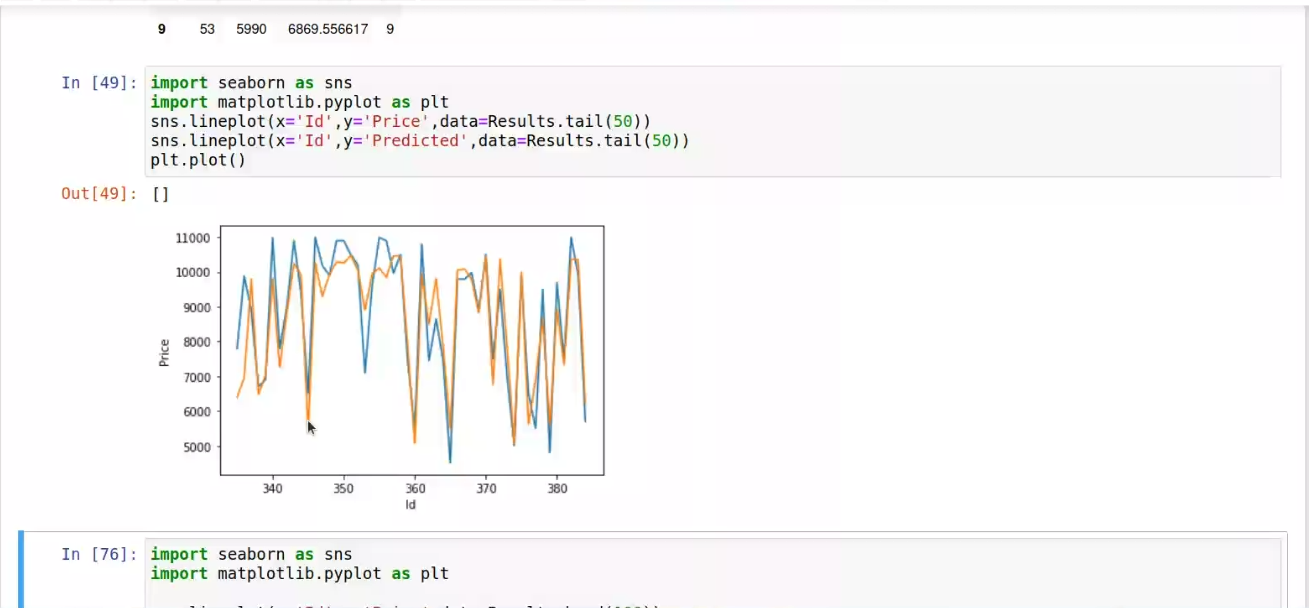 9 53 5990 6869.556617 9
In [49]: import seaborn as sns
import matplotlib.pyplot as plt
sns.lineplot(x='Id',y='Price',data=Results.tail(50))
sns.lineplot(x='Id',y='Predicted',data=Results.tail(50))
plt.plot()
Out[49]: []
11000
10000
9000
8000
7000
6000
5000
Price
340 350 360 370 380
Id
In [76]: import seaborn as sns
import matplotlib.pyplot as plt